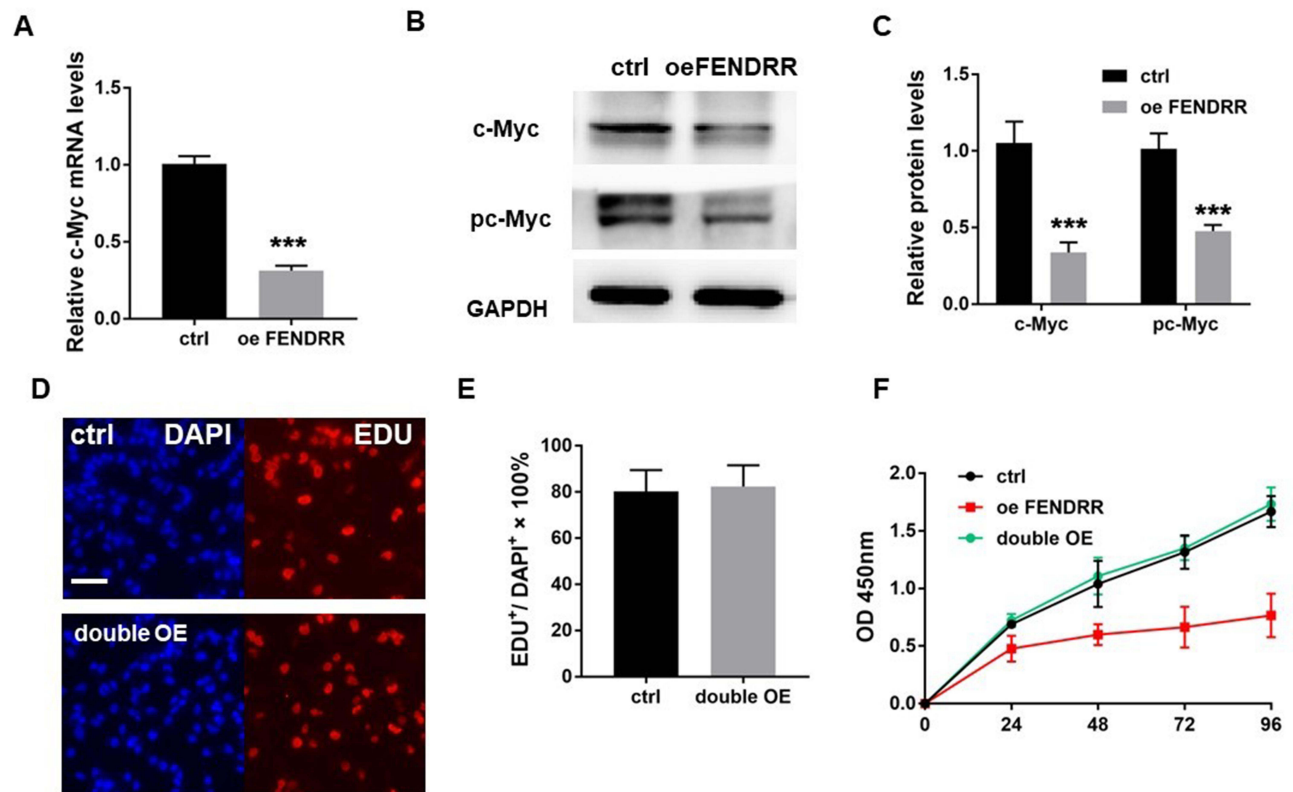 A
Relative c-Myc mRNA levels
1.5
1.0
0.5
0.0
***
ctrl
oe FENDRR
B
ctrl oeFENDRR
c-Myc
pc-Myc
GAPDH
C
Relative protein levels
1.5
1.0
0.5
0.0
ctrl
oe FENDRR
***
***
c-Myc
pc-Myc
D
ctrl DAPI EDU
double OE
E
EDU⁺/ DAPI⁺ × 100%
100
80
60
40
20
0
ctrl
double OE
F
OD 450nm
2.0
1.5
1.0
0.5
0.0
ctrl
oe FENDRR
double OE
0 24 48 72 96